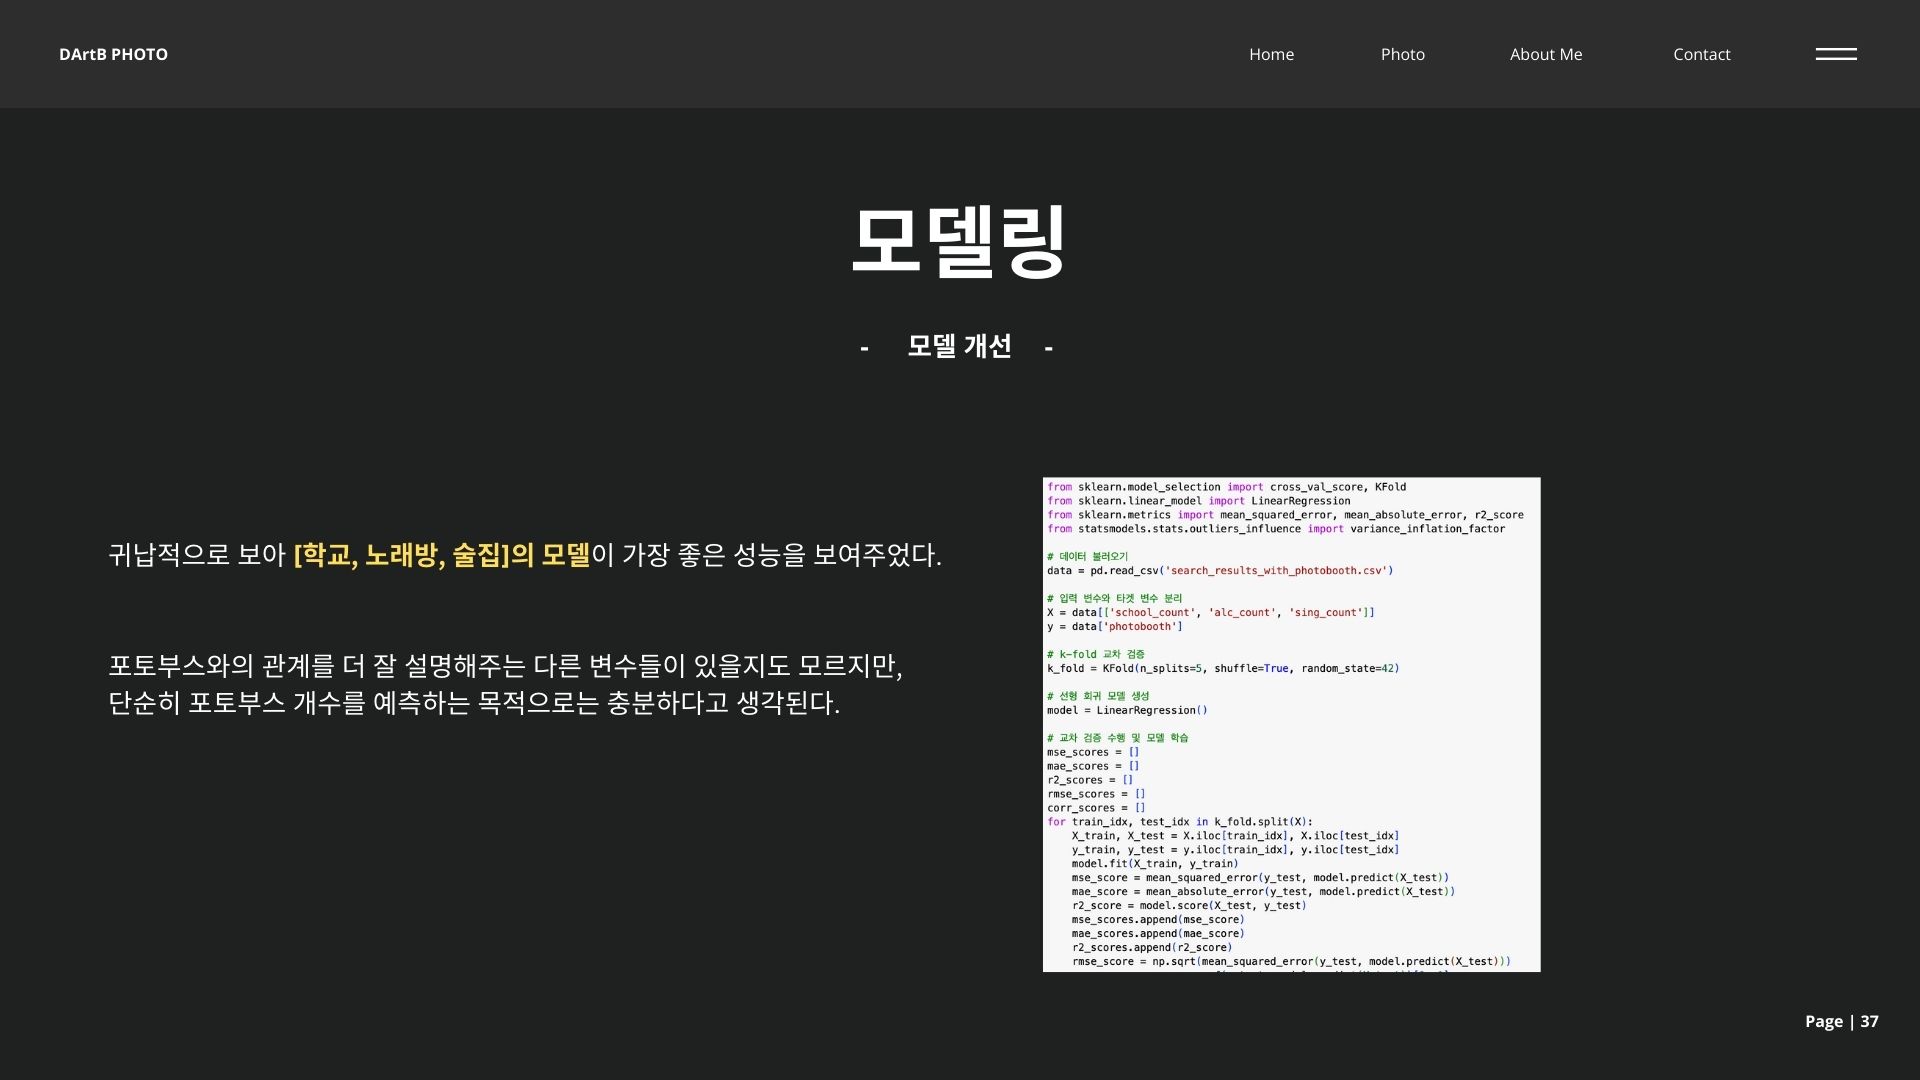 DArtB PHOTO
Home Photo About Me Contact
모델링
- 모델 개선 -
귀납적으로 보아 [학교, 노래방, 술집]의 모델이 가장 좋은 성능을 보여주었다.
포토부스와의 관계를 더 잘 설명해주는 다른 변수들이 있을지도 모르지만,
단순히 포토부스 개수를 예측하는 목적으로는 충분하다고 생각된다.
from sklearn.model_selection import cross_val_score, KFold
from sklearn.linear_model import LinearRegression
from sklearn.metrics import mean_squared_error, mean_absolute_error, r2_score
from statsmodels.stats.outliers_influence import variance_inflation_factor
# 데이터 불러오기
data = pd.read_csv('search_results_with_photobooth.csv')
# 입력 변수와 타겟 변수 분리
X = data[['school_count', 'alc_count', 'sing_count']]
y = data['photobooth']
# k-fold 교차 검증
k_fold = KFold(n_splits=5, shuffle=True, random_state=42)
# 선형 회귀 모델 생성
model = LinearRegression()
# 교차 검증 수행 및 모델 학습
mse_scores = []
mae_scores = []
r2_scores = []
rmse_scores = []
corr_scores = []
for train_idx, test_idx in k_fold.split(X):
    X_train, X_test = X.iloc[train_idx], X.iloc[test_idx]
    y_train, y_test = y.iloc[train_idx], y.iloc[test_idx]
    model.fit(X_train, y_train)
    mse_score = mean_squared_error(y_test, model.predict(X_test))
    mae_score = mean_absolute_error(y_test, model.predict(X_test))
    r2_score = model.score(X_test, y_test)
    mse_scores.append(mse_score)
    mae_scores.append(mae_score)
    r2_scores.append(r2_score)
    rmse_score = np.sqrt(mean_squared_error(y_test, model.predict(X_test)))
Page | 37